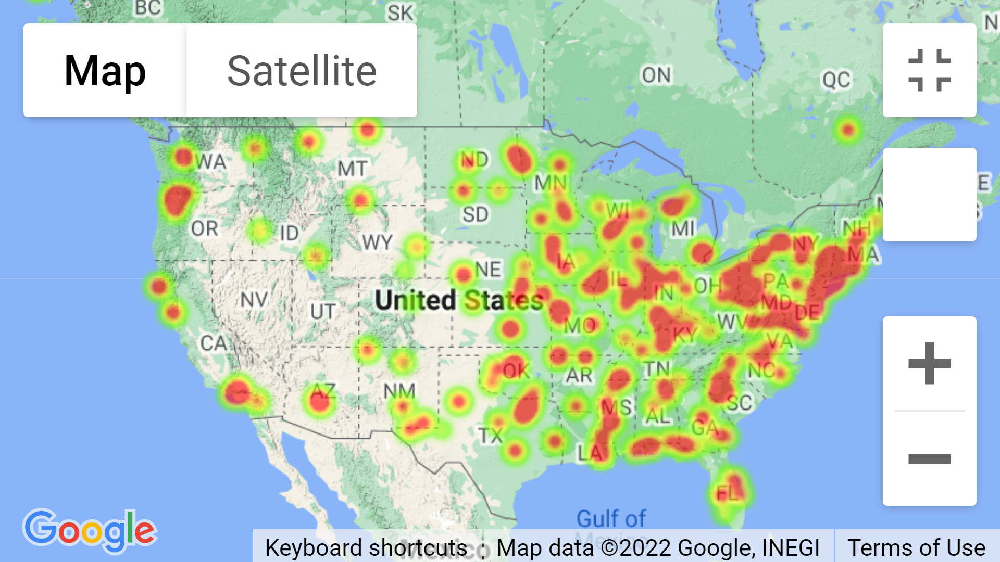 BC
SK
N
Map
Satellite
ON
QC
WA
MT
ND
MN
SD
WI
MI
OR
ID
WY
NE
IA
IL
IN
OH
PA
NY
NH
MA
MD
DE
NV
UT
United States
MO
KY
WV
VA
CA
AZ
NM
OK
AR
TN
NC
SC
MS
AL
GA
TX
LA
FL
E
Gulf of
Mexico
Mexico
Google
Keyboard shortcuts
Map data ©2022 Google, INEGI
Terms of Use